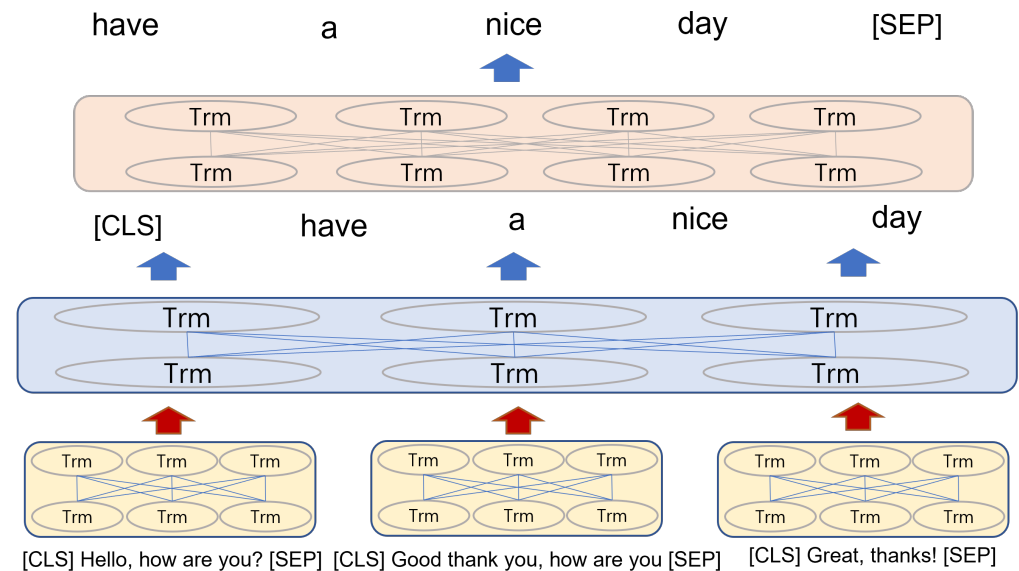 have a nice day [SEP]
Trm Trm Trm Trm
Trm Trm Trm Trm
[CLS] have a nice day
Trm Trm Trm
Trm Trm Trm
Trm Trm Trm Trm Trm Trm Trm Trm Trm
Trm Trm Trm Trm Trm Trm Trm Trm Trm
[CLS] Hello, how are you? [SEP] [CLS] Good thank you, how are you [SEP] [CLS] Great, thanks! [SEP]